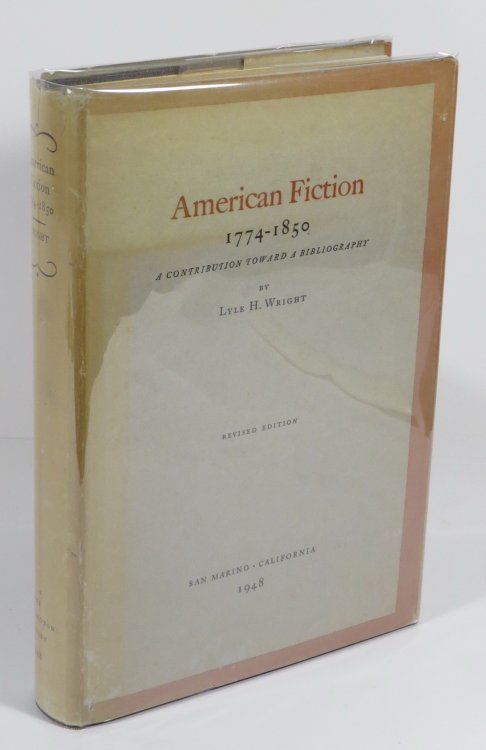 American Fiction
1774-1850
A CONTRIBUTION TOWARD A BIBLIOGRAPHY
BY
LYLE H. WRIGHT
REVISED EDITION
SAN MARINO · CALIFORNIA
1948